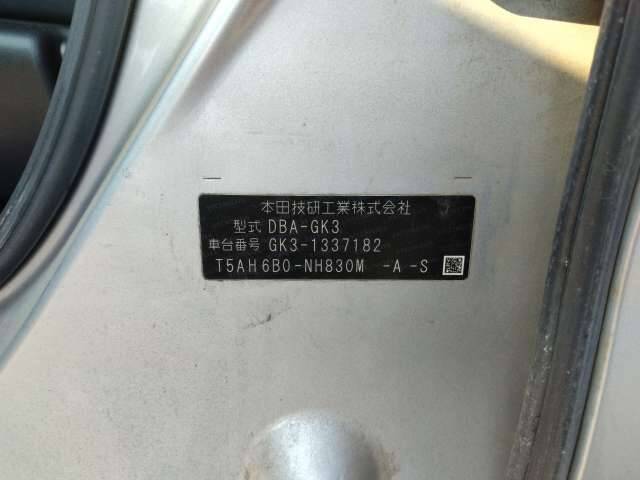 本田技研工業株式会社
型式 DBA-GK3
車台番号 GK3-1337182
T5AH6B0-NH830M -A-S